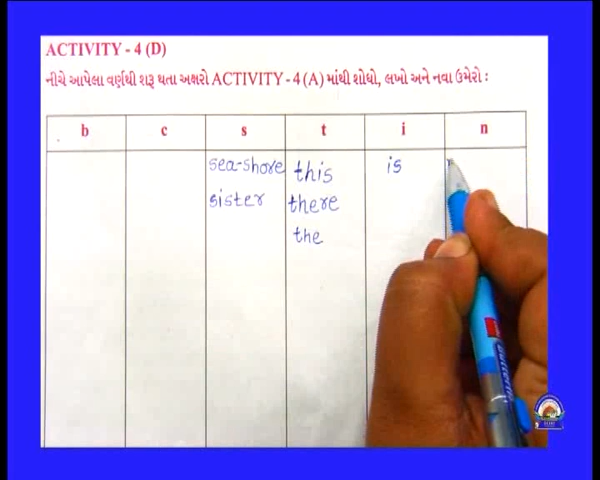 ACTIVITY - 4 (D)
નીચે આપેલા વર્ણથી શરૂ થતા અક્ષરો ACTIVITY - 4 (A) માંથી શોધો, લખો અને નવા ઉમેરો :
b c s t i n
sea-shore this is
sister there
the